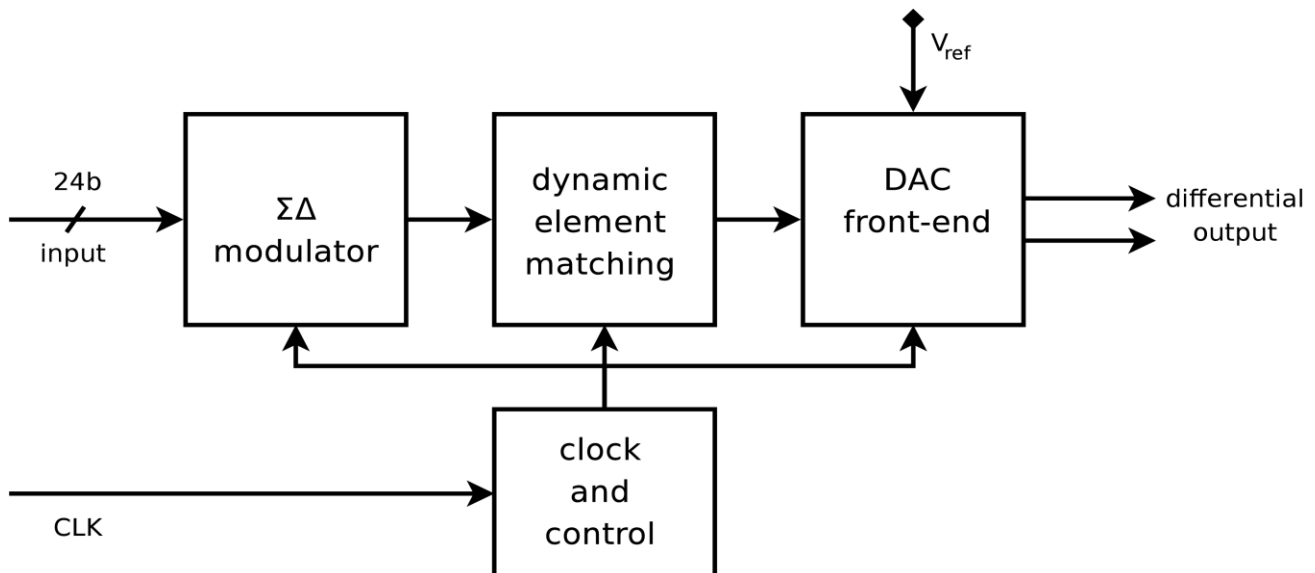 24b
input
ΣΔ
modulator
dynamic
element
matching
V_ref
DAC
front-end
differential
output
clock
and
control
CLK